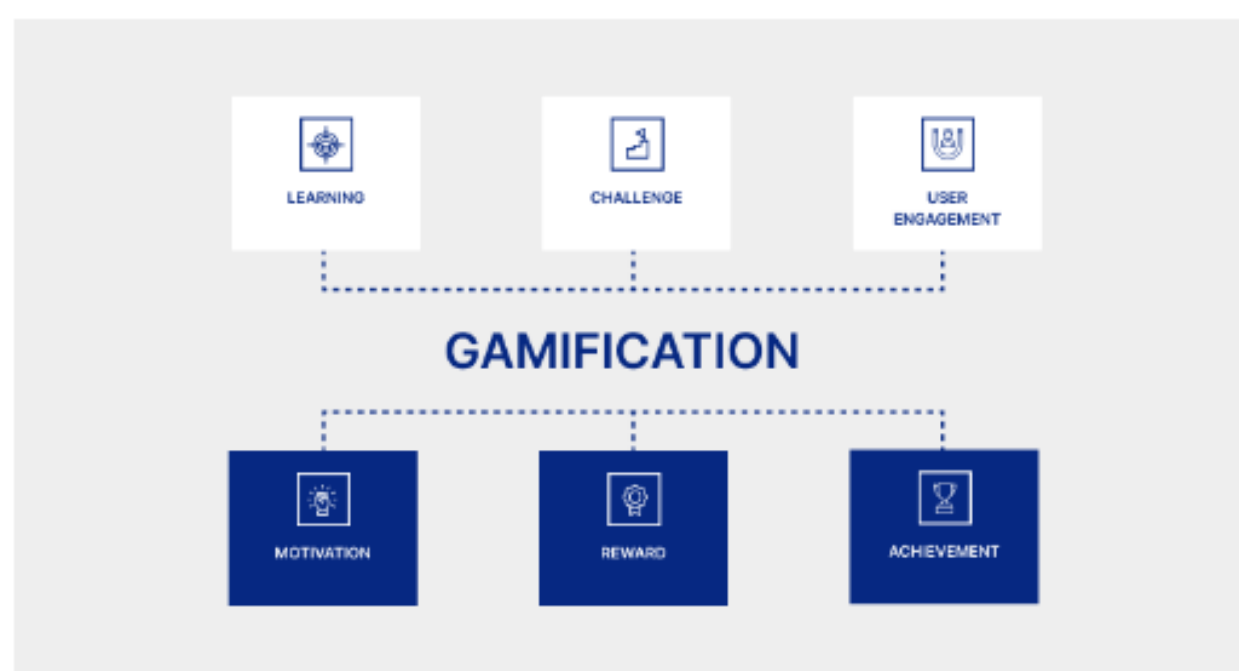 LEARNING
CHALLENGE
USER
ENGAGEMENT
GAMIFICATION
MOTIVATION
REWARD
ACHIEVEMENT